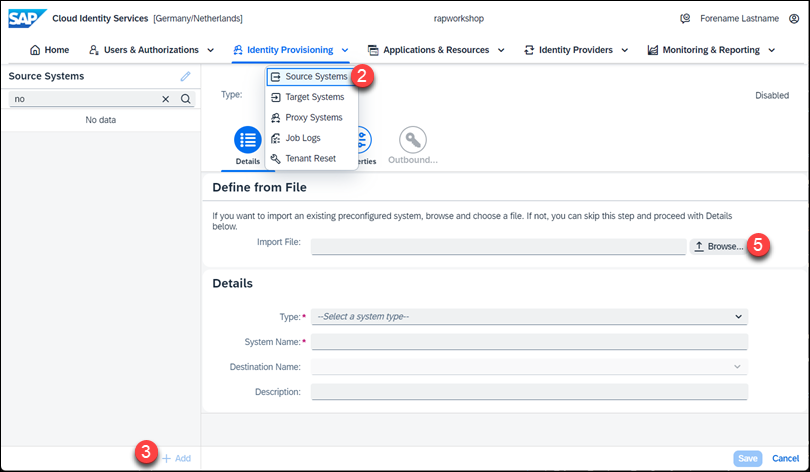 SAP Cloud Identity Services [Germany/Netherlands] rapworkshop Forename Lastname
Home Users & Authorizations Identity Provisioning Applications & Resources Identity Providers Monitoring & Reporting
Source Systems
no
No data
Source Systems 2
Target Systems
Proxy Systems
Job Logs
Tenant Reset
Type: Disabled
Details erties Outbound...
Define from File
If you want to import an existing preconfigured system, browse and choose a file. If not, you can skip this step and proceed with Details
below.
Import File: Browse... 5
Details
Type:* --Select a system type--
System Name:*
Destination Name:
Description:
3 + Add
Save Cancel